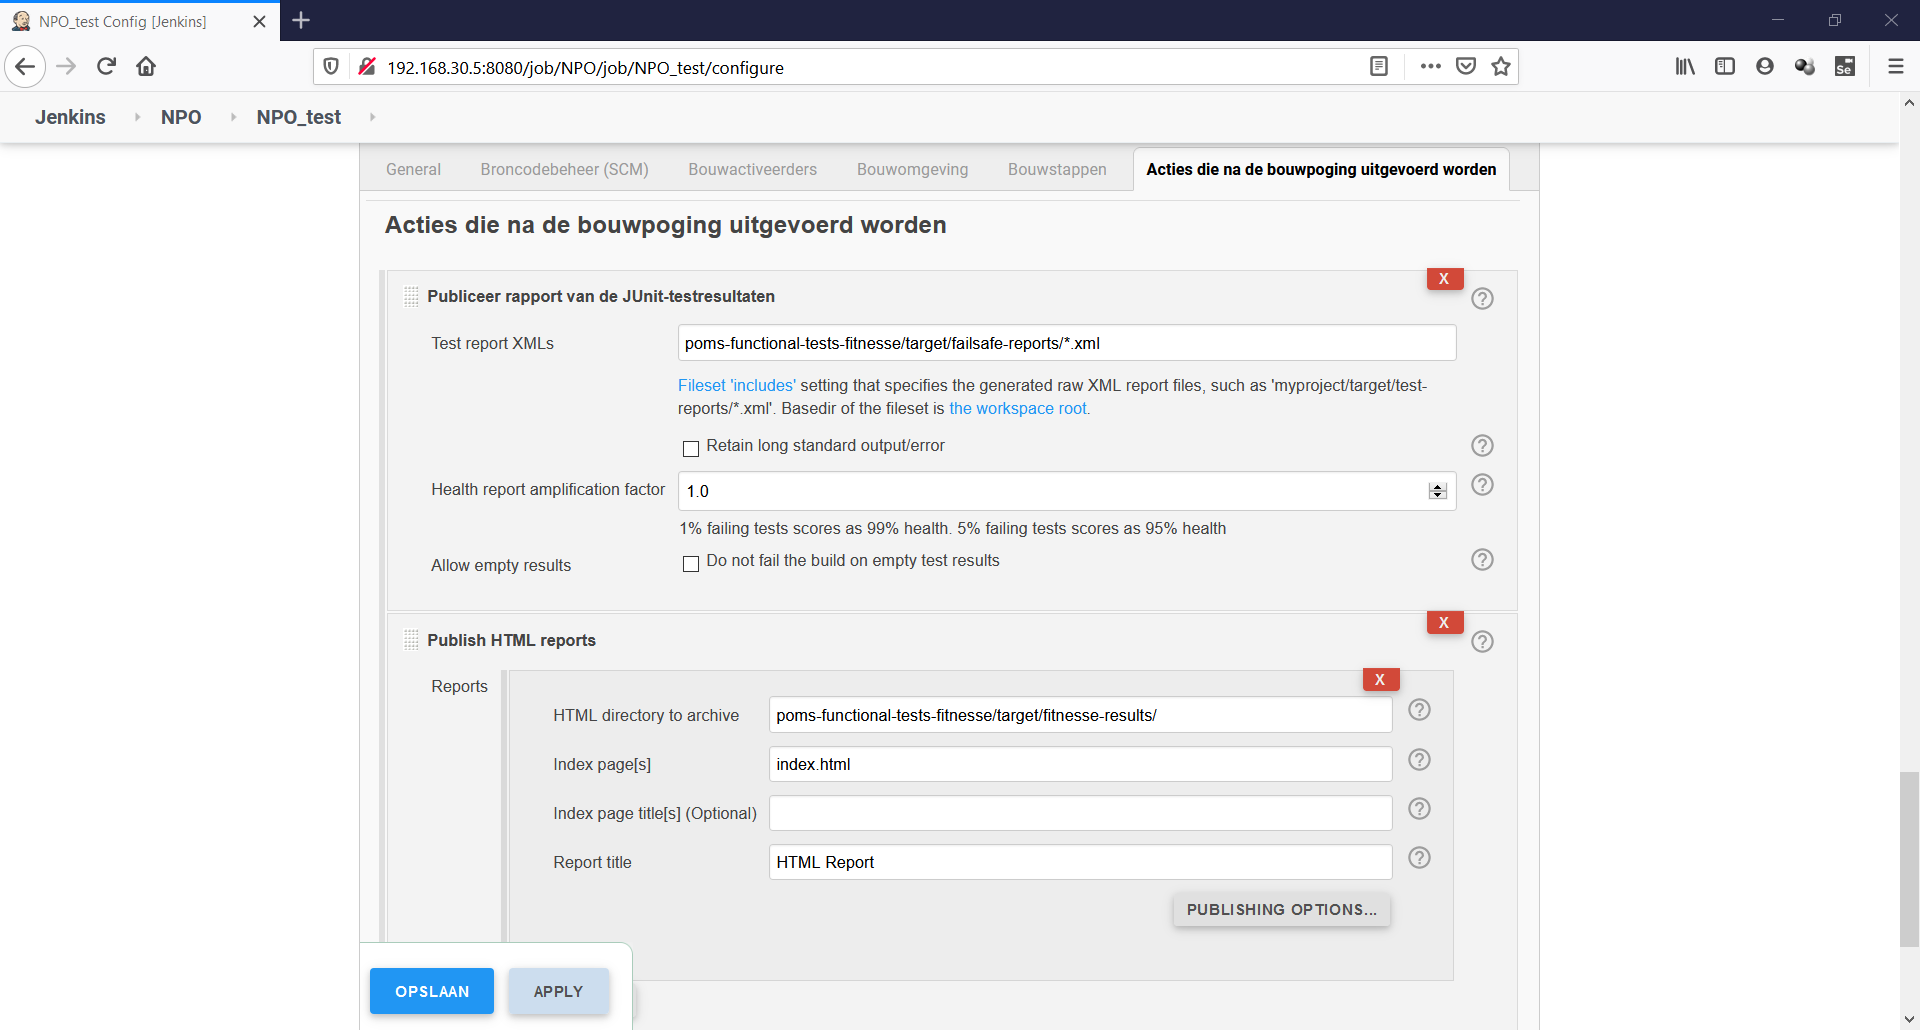 NPO_test Config [Jenkins]
192.168.30.5:8080/job/NPO/job/NPO_test/configure
Se
Jenkins NPO NPO_test
General Broncodebeheer (SCM) Bouwactiveerders Bouwomgeving Bouwstappen Acties die na de bouwpoging uitgevoerd worden
Acties die na de bouwpoging uitgevoerd worden
X
Publiceer rapport van de JUnit-testresultaten
Test report XMLs poms-functional-tests-fitnesse/target/failsafe-reports/*.xml
Fileset 'includes' setting that specifies the generated raw XML report files, such as 'myproject/target/test-
reports/*.xml'. Basedir of the fileset is the workspace root.
Retain long standard output/error
Health report amplification factor 1.0
1% failing tests scores as 99% health. 5% failing tests scores as 95% health
Allow empty results Do not fail the build on empty test results
X
Publish HTML reports
Reports
X
HTML directory to archive poms-functional-tests-fitnesse/target/fitnesse-results/
Index page[s] index.html
Index page title[s] (Optional)
Report title HTML Report
PUBLISHING OPTIONS...
OPSLAAN APPLY